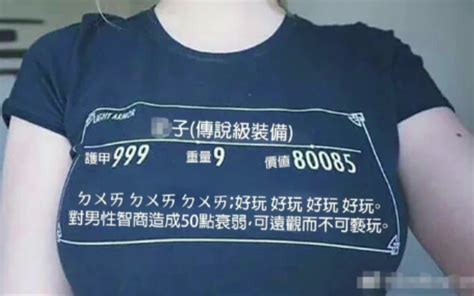 LIGHT ARMOR
子(傳說級裝備)
護甲999 重量9 價值80085
ㄉㄨㄞ ㄉㄨㄞ ㄉㄨㄞ;好玩 好玩 好玩 好玩。
對男性智商造成50點衰弱,可遠觀而不可褻玩。